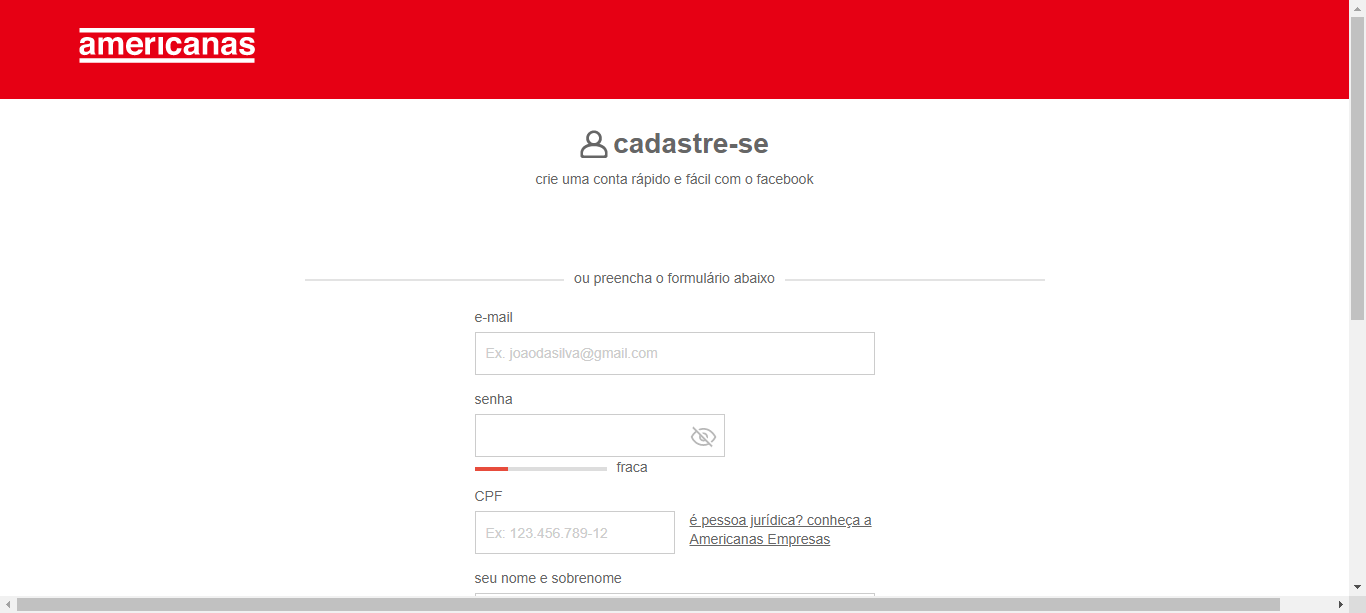 americanas
cadastre-se
crie uma conta rápido e fácil com o facebook
ou preencha o formulário abaixo
e-mail
Ex. joaodasilva@gmail.com
senha
fraca
CPF
Ex: 123.456.789-12
é pessoa jurídica? conheça a
Americanas Empresas
seu nome e sobrenome